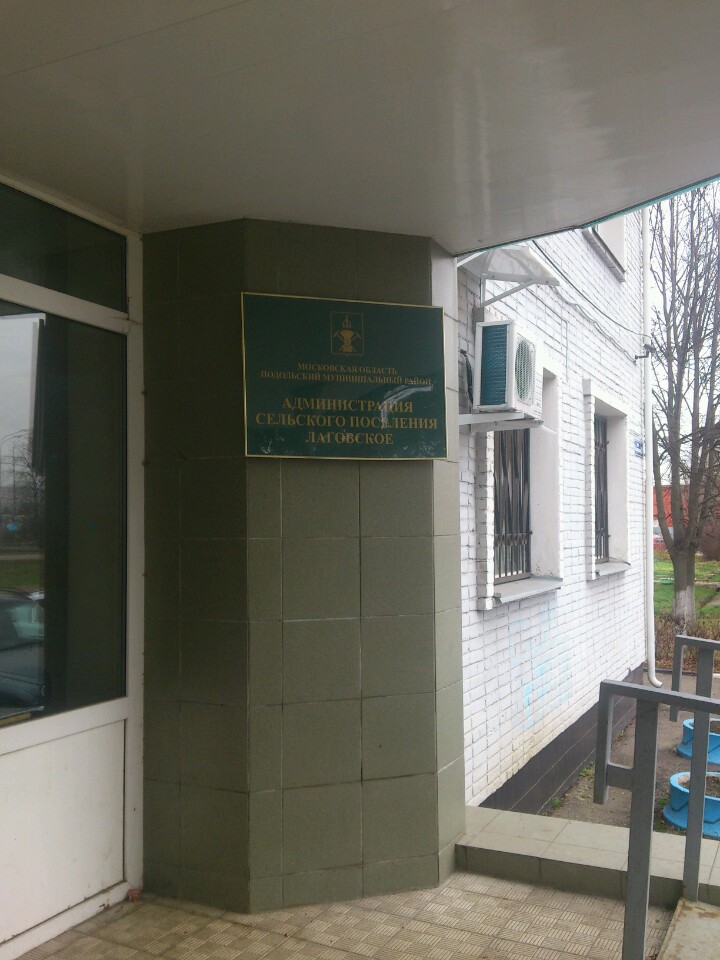 МОСКОВСКАЯ ОБЛАСТЬ
ПОДОЛЬСКИЙ МУНИЦИПАЛЬНЫЙ РАЙОН
АДМИНИСТРАЦИЯ
СЕЛЬСКОГО ПОСЕЛЕНИЯ
ЛАГОВСКОЕ